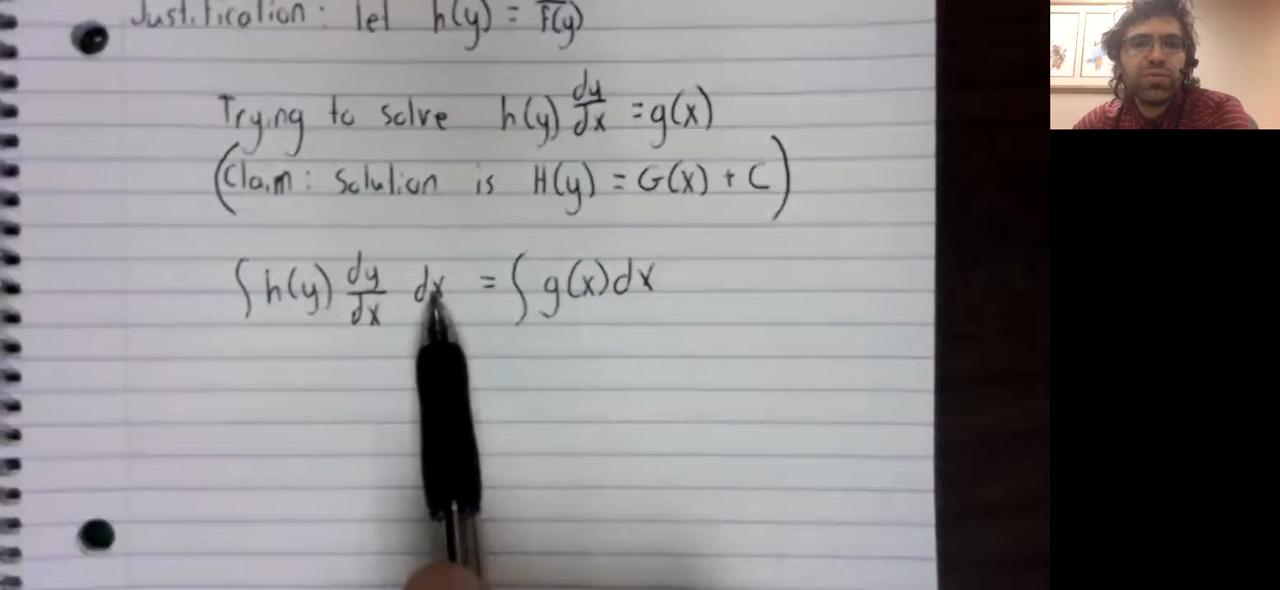 Justification: let h(y) = 1/F(y)
Trying to solve h(y) dy/dx = g(x)
(Claim: Solution is H(y) = G(x) + C)
∫ h(y) dy/dx dx = ∫ g(x) dx